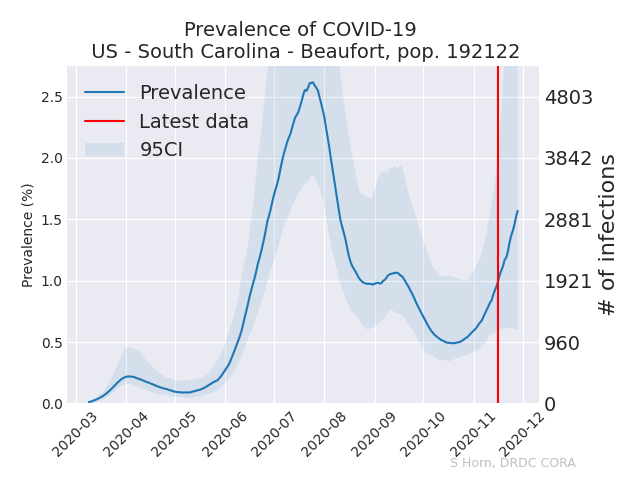 Prevalence of COVID-19
US - South Carolina - Beaufort, pop. 192122
Prevalence
Latest data
95CI
Prevalence (%)
2.5
2.0
1.5
1.0
0.5
0.0
4803
3842
2881
1921
960
0
# of infections
2020-03
2020-04
2020-05
2020-06
2020-07
2020-08
2020-09
2020-10
2020-11
2020-12
S Horn, DRDC CORA